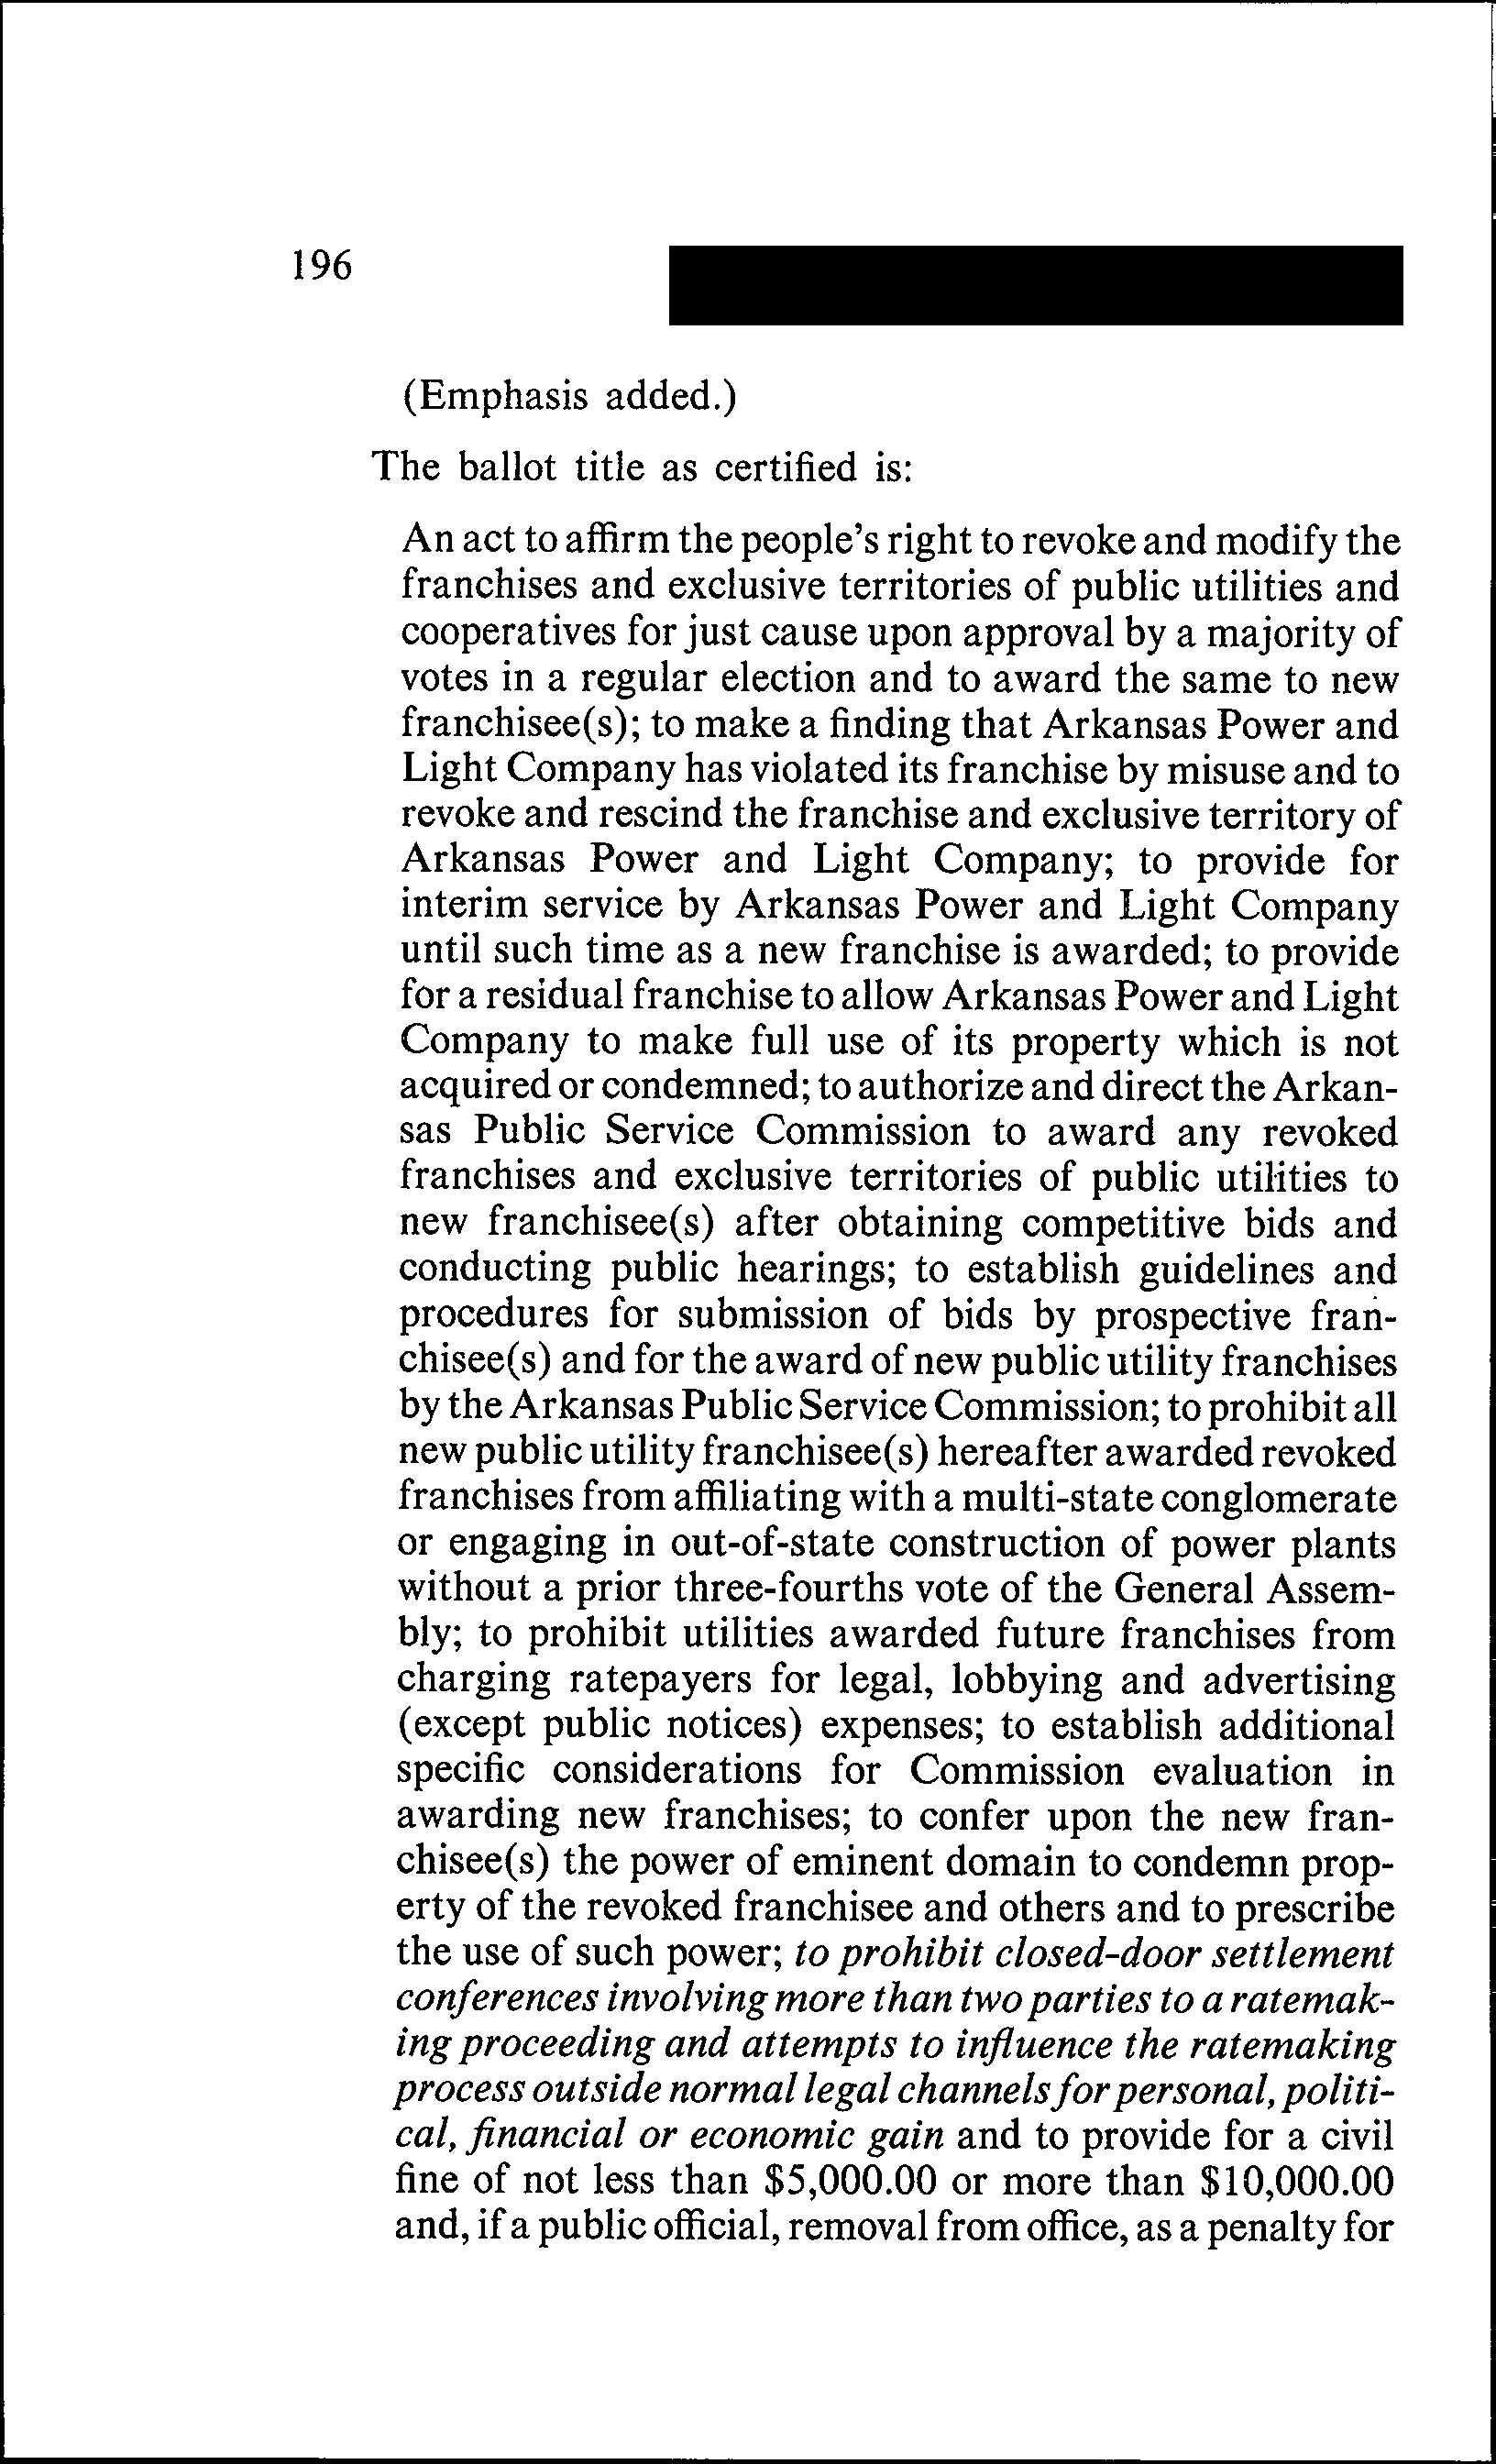 196
(Emphasis added.)
The ballot title as certified is:
An act to affirm the people's right to revoke and modify the
franchises and exclusive territories of public utilities and
cooperatives for just cause upon approval by a majority of
votes in a regular election and to award the same to new
franchisee(s); to make a finding that Arkansas Power and
Light Company has violated its franchise by misuse and to
revoke and rescind the franchise and exclusive territory of
Arkansas Power and Light Company; to provide for
interim service by Arkansas Power and Light Company
until such time as a new franchise is awarded; to provide
for a residual franchise to allow Arkansas Power and Light
Company to make full use of its property which is not
acquired or condemned; to authorize and direct the Arkan-
sas Public Service Commission to award any revoked
franchises and exclusive territories of public utilities to
new franchisee(s) after obtaining competitive bids and
conducting public hearings; to establish guidelines and
procedures for submission of bids by prospective fran-
chisee(s) and for the award of new public utility franchises
by the Arkansas Public Service Commission; to prohibit all
new public utility franchisee(s) hereafter awarded revoked
franchises from affiliating with a multi-state conglomerate
or engaging in out-of-state construction of power plants
without a prior three-fourths vote of the General Assem-
bly; to prohibit utilities awarded future franchises from
charging ratepayers for legal, lobbying and advertising
(except public notices) expenses; to establish additional
specific considerations for Commission evaluation in
awarding new franchises; to confer upon the new fran-
chisee(s) the power of eminent domain to condemn prop-
erty of the revoked franchisee and others and to prescribe
the use of such power; to prohibit closed-door settlement
conferences involving more than two parties to a ratemak-
ing proceeding and attempts to influence the ratemaking
process outside normal legal channels for personal, politi-
cal, financial or economic gain and to provide for a civil
fine of not less than $5,000.00 or more than $10,000.00
and, if a public official, removal from office, as a penalty for